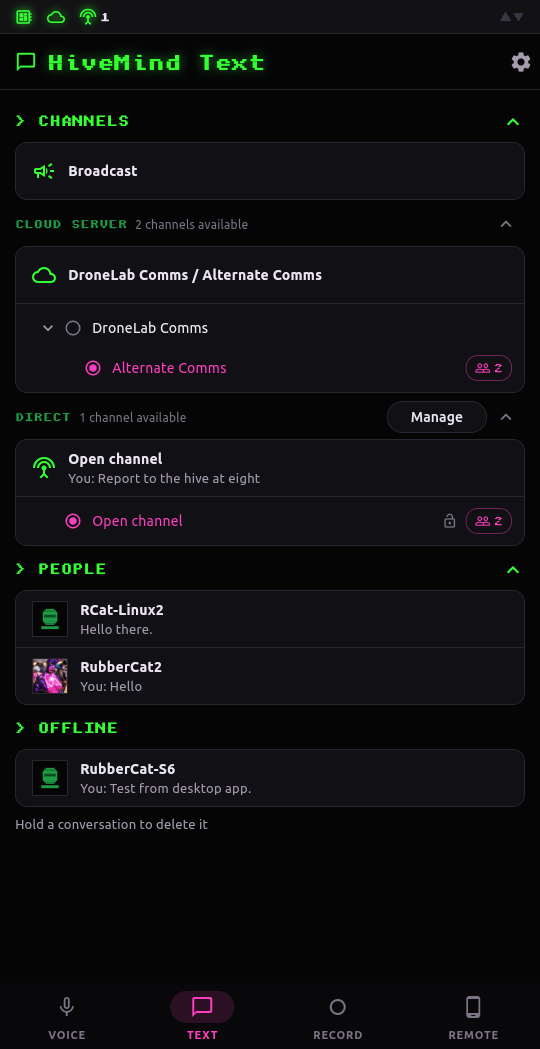 1
HiveMind Text
CHANNELS
Broadcast
CLOUD SERVER 2 channels available
DroneLab Comms / Alternate Comms
DroneLab Comms
Alternate Comms 2
DIRECT 1 channel available Manage
Open channel
You: Report to the hive at eight
Open channel 2
PEOPLE
RCat-Linux2
Hello there.
RubberCat2
You: Hello
OFFLINE
RubberCat-S6
You: Test from desktop app.
Hold a conversation to delete it
VOICE TEXT RECORD REMOTE